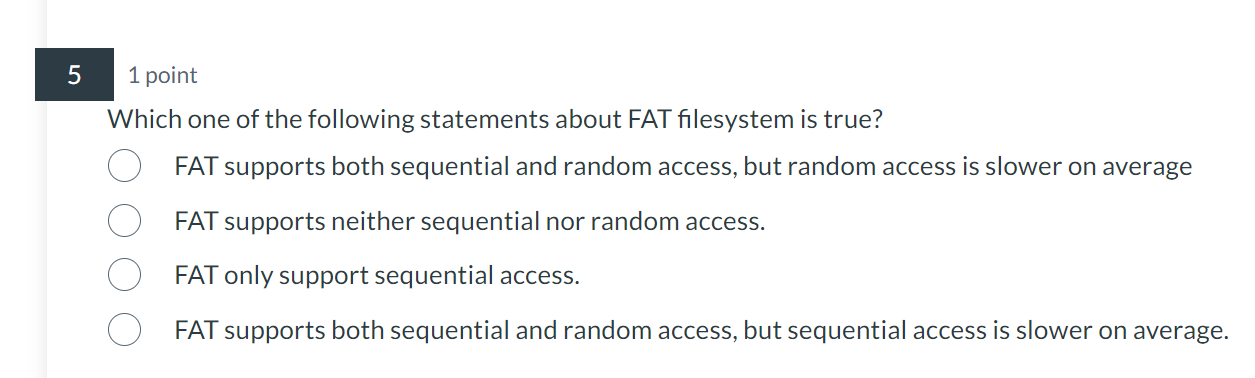 5 1 point
Which one of the following statements about FAT filesystem is true?
FAT supports both sequential and random access, but random access is slower on average
FAT supports neither sequential nor random access.
FAT only support sequential access.
FAT supports both sequential and random access, but sequential access is slower on average.